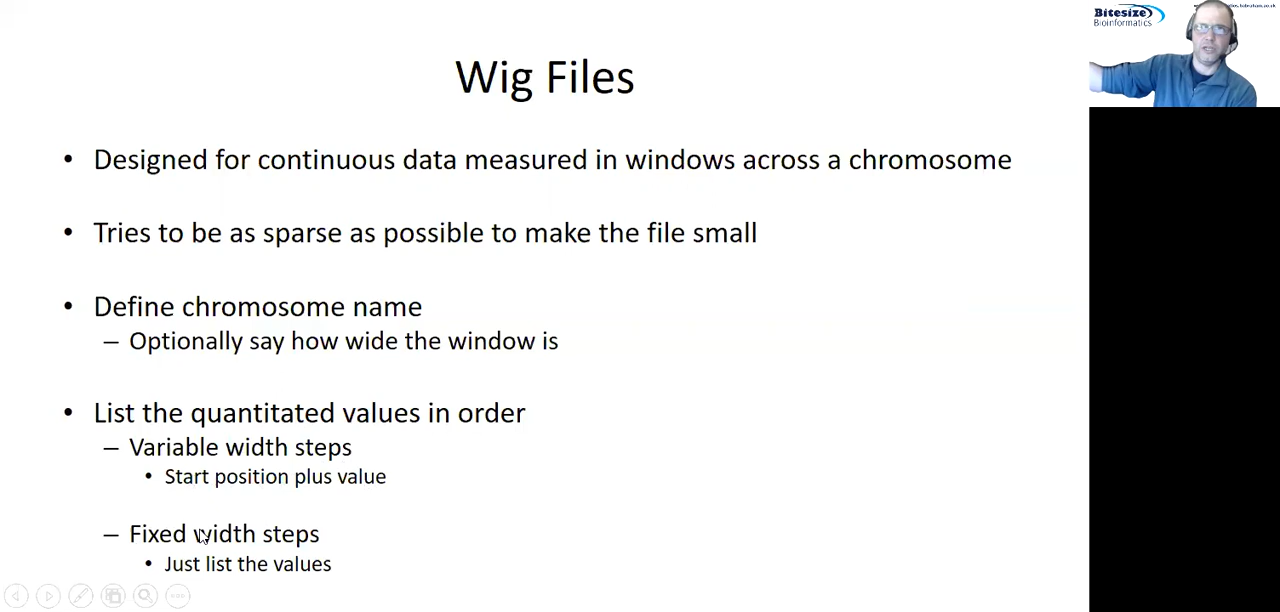 Bitesize
Bioinformatics
Wig Files
• Designed for continuous data measured in windows across a chromosome
• Tries to be as sparse as possible to make the file small
• Define chromosome name
– Optionally say how wide the window is
• List the quantitated values in order
– Variable width steps
• Start position plus value
– Fixed width steps
• Just list the values